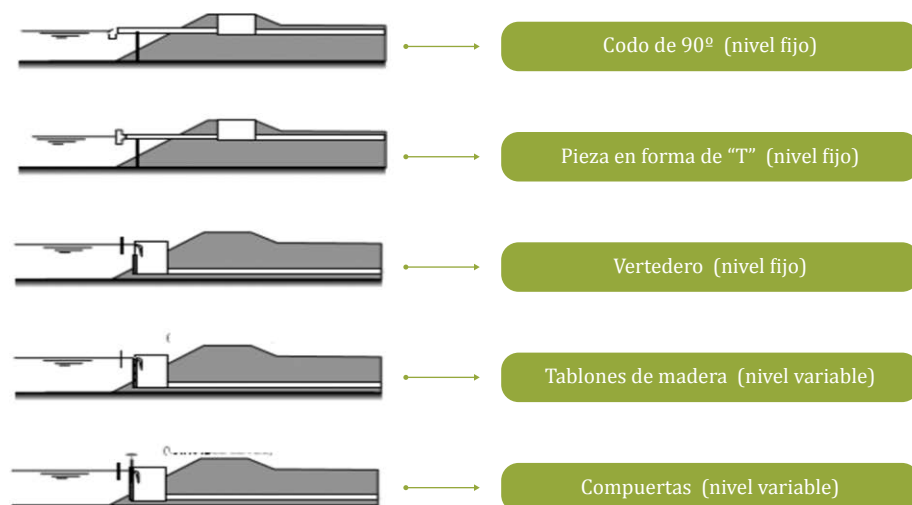 Codo de 90º (nivel fijo)
Pieza en forma de “T” (nivel fijo)
Vertedero (nivel fijo)
Tablones de madera (nivel variable)
Compuertas (nivel variable)